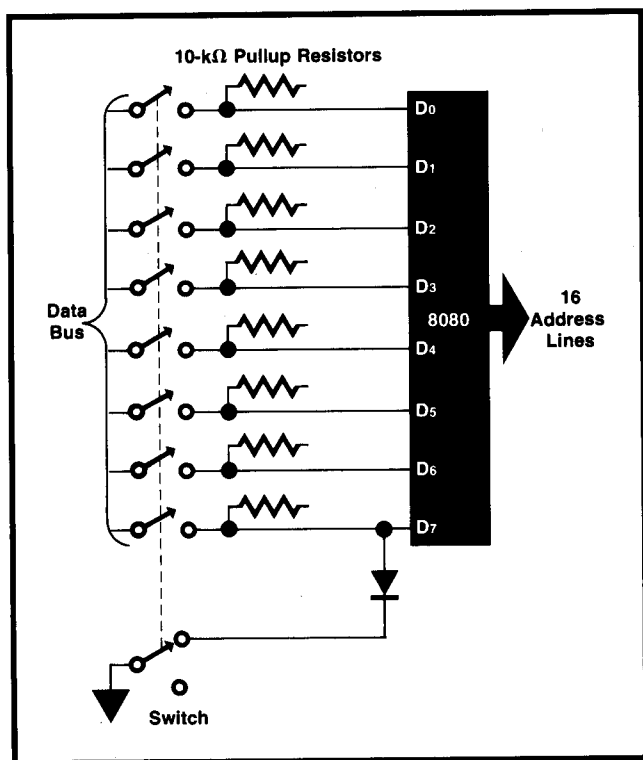 10-kΩ Pullup Resistors
D0
D1
D2
D3
Data
Bus
8080
16
Address
Lines
D4
D5
D6
D7
Switch